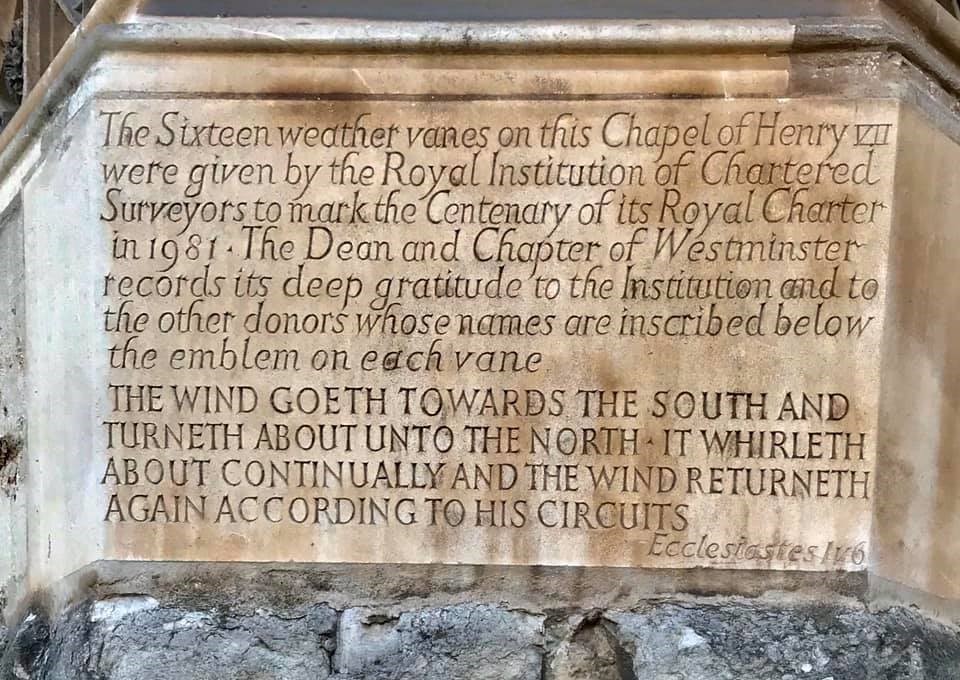 The Sixteen weather vanes on this Chapel of Henry VII
were given by the Royal Institution of Chartered
Surveyors to mark the Centenary of its Royal Charter
in 1981 · The Dean and Chapter of Westminster
records its deep gratitude to the Institution and to
the other donors whose names are inscribed below
the emblem on each vane
THE WIND GOETH TOWARDS THE SOUTH AND
TURNETH ABOUT UNTO THE NORTH · IT WHIRLETH
ABOUT CONTINUALLY AND THE WIND RETURNETH
AGAIN ACCORDING TO HIS CIRCUITS
Ecclesiastes I v 6